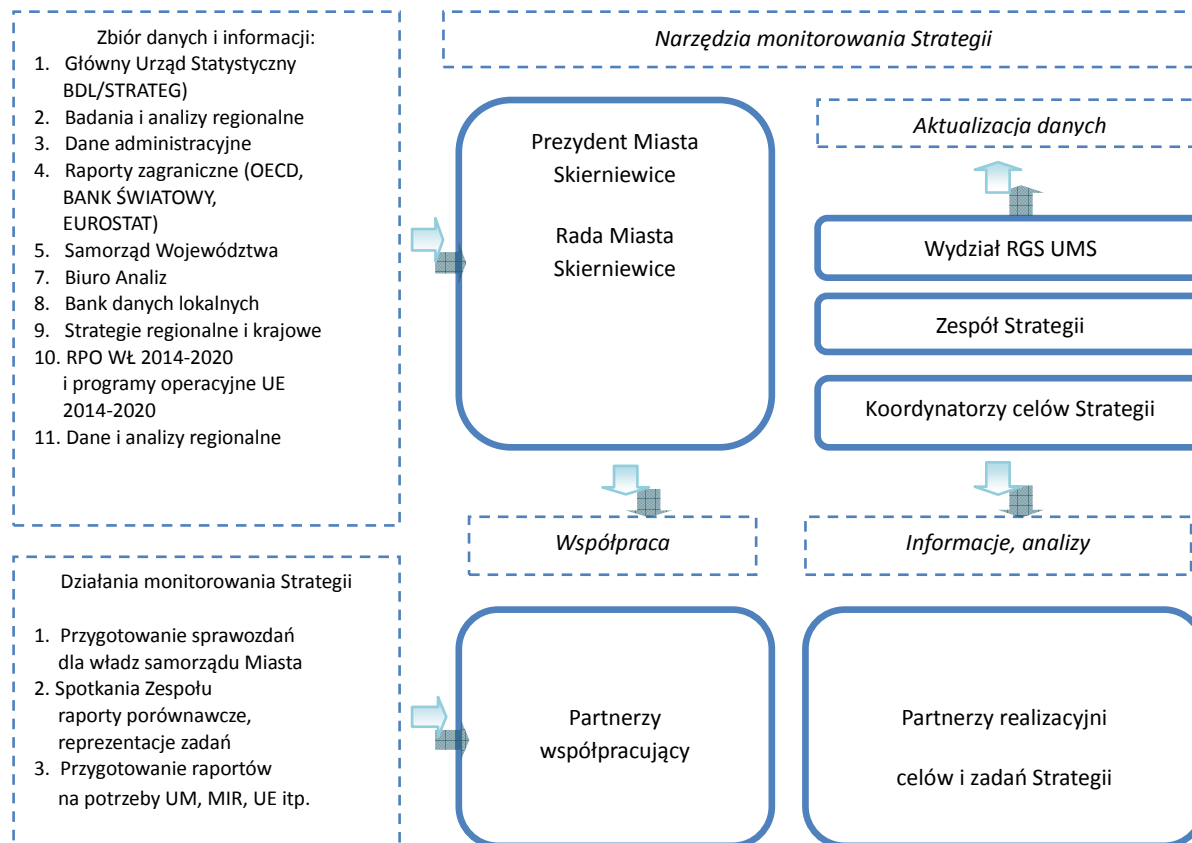 Zbiór danych i informacji:
1. Główny Urząd Statystyczny
BDL/STRATEG)
2. Badania i analizy regionalne
3. Dane administracyjne
4. Raporty zagraniczne (OECD,
BANK ŚWIATOWY,
EUROSTAT)
5. Samorząd Województwa
7. Biuro Analiz
8. Bank danych lokalnych
9. Strategie regionalne i krajowe
10. RPO WŁ 2014-2020
i programy operacyjne UE
2014-2020
11. Dane i analizy regionalne
Działania monitorowania Strategii
1. Przygotowanie sprawozdań
dla władz samorządu Miasta
2. Spotkania Zespołu
raporty porównawcze,
reprezentacje zadań
3. Przygotowanie raportów
na potrzeby UM, MIR, UE itp.
Narzędzia monitorowania Strategii
Prezydent Miasta
Skierniewice
Rada Miasta
Skierniewice
Aktualizacja danych
Wydział RGS UMS
Zespół Strategii
Koordynatorzy celów Strategii
Współpraca
Informacje, analizy
Partnerzy
współpracujący
Partnerzy realizacyjni
celów i zadań Strategii